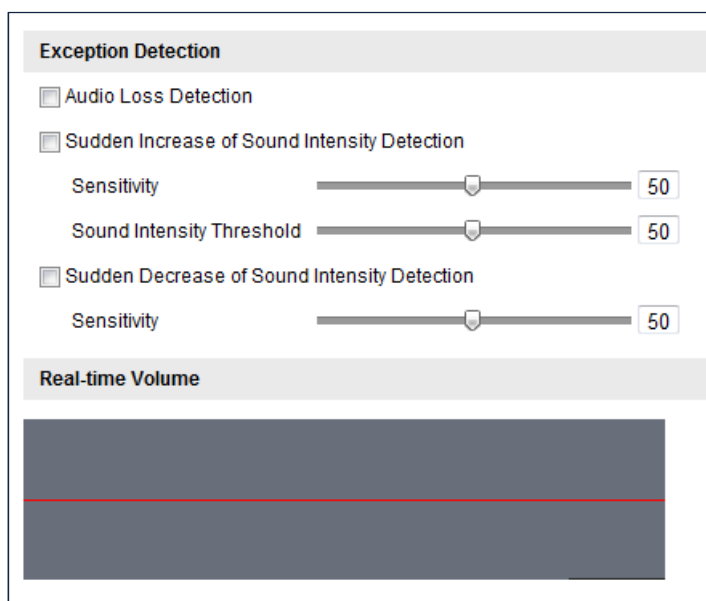 Exception Detection
Audio Loss Detection
Sudden Increase of Sound Intensity Detection
Sensitivity 50
Sound Intensity Threshold 50
Sudden Decrease of Sound Intensity Detection
Sensitivity 50
Real-time Volume